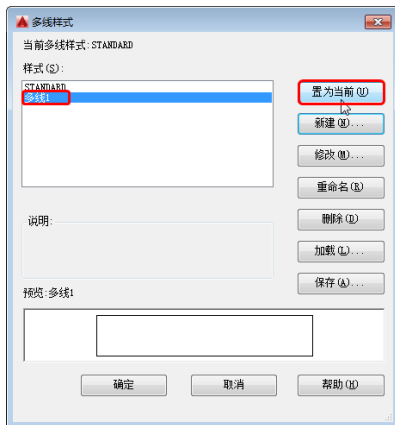 多线样式
当前多线样式:STANDARD
样式(S):
STANDARD
多线1
置为当前(U)
新建(N)...
修改(M)...
重命名(R)
说明:
删除(D)
加载(L)...
保存(A)...
预览:多线1
确定
取消
帮助(H)